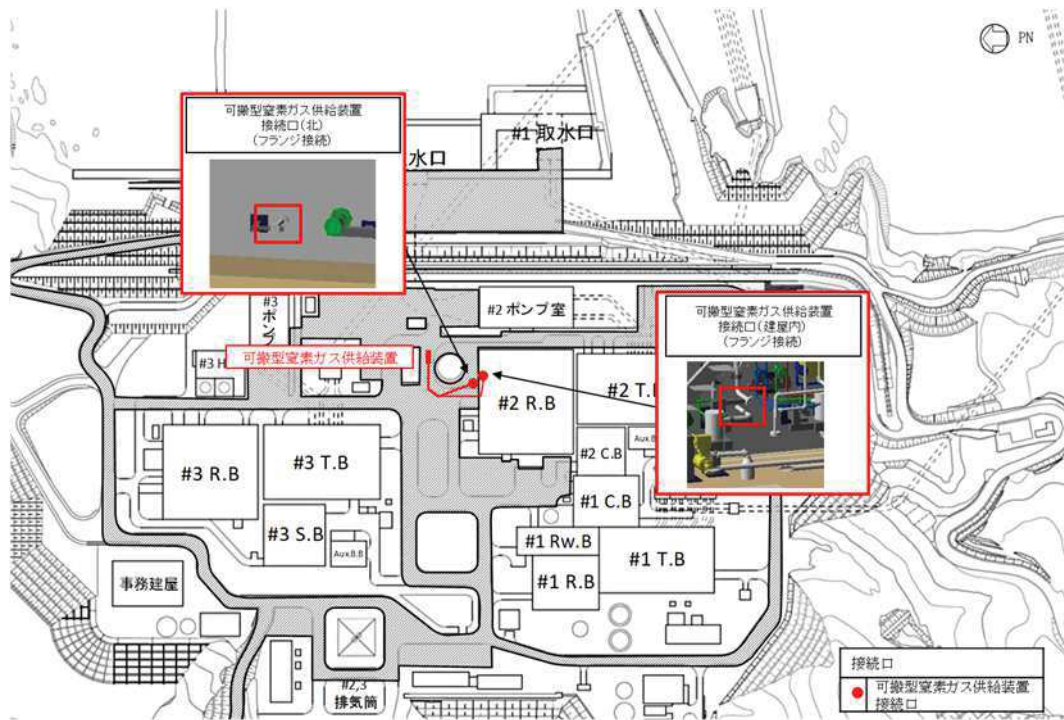 PN
可搬型窒素ガス供給装置
接続口(北)
(フランジ接続)
#1 取水口
水口
#3
ポンプ
#2 ポンプ室
可搬型窒素ガス供給装置
接続口(建屋内)
(フランジ接続)
可搬型窒素ガス供給装置
#3 H
#2 R.B
#2 T.
#3 R.B
#3 T.B
#2 C.B
Aux.B
#1 C.B
#3 S.B
Aux.B.B
#1 Rw.B
#1 T.B
#1 R.B
事務建屋
#2,3
排気筒
接続口
可搬型窒素ガス供給装置
接続口